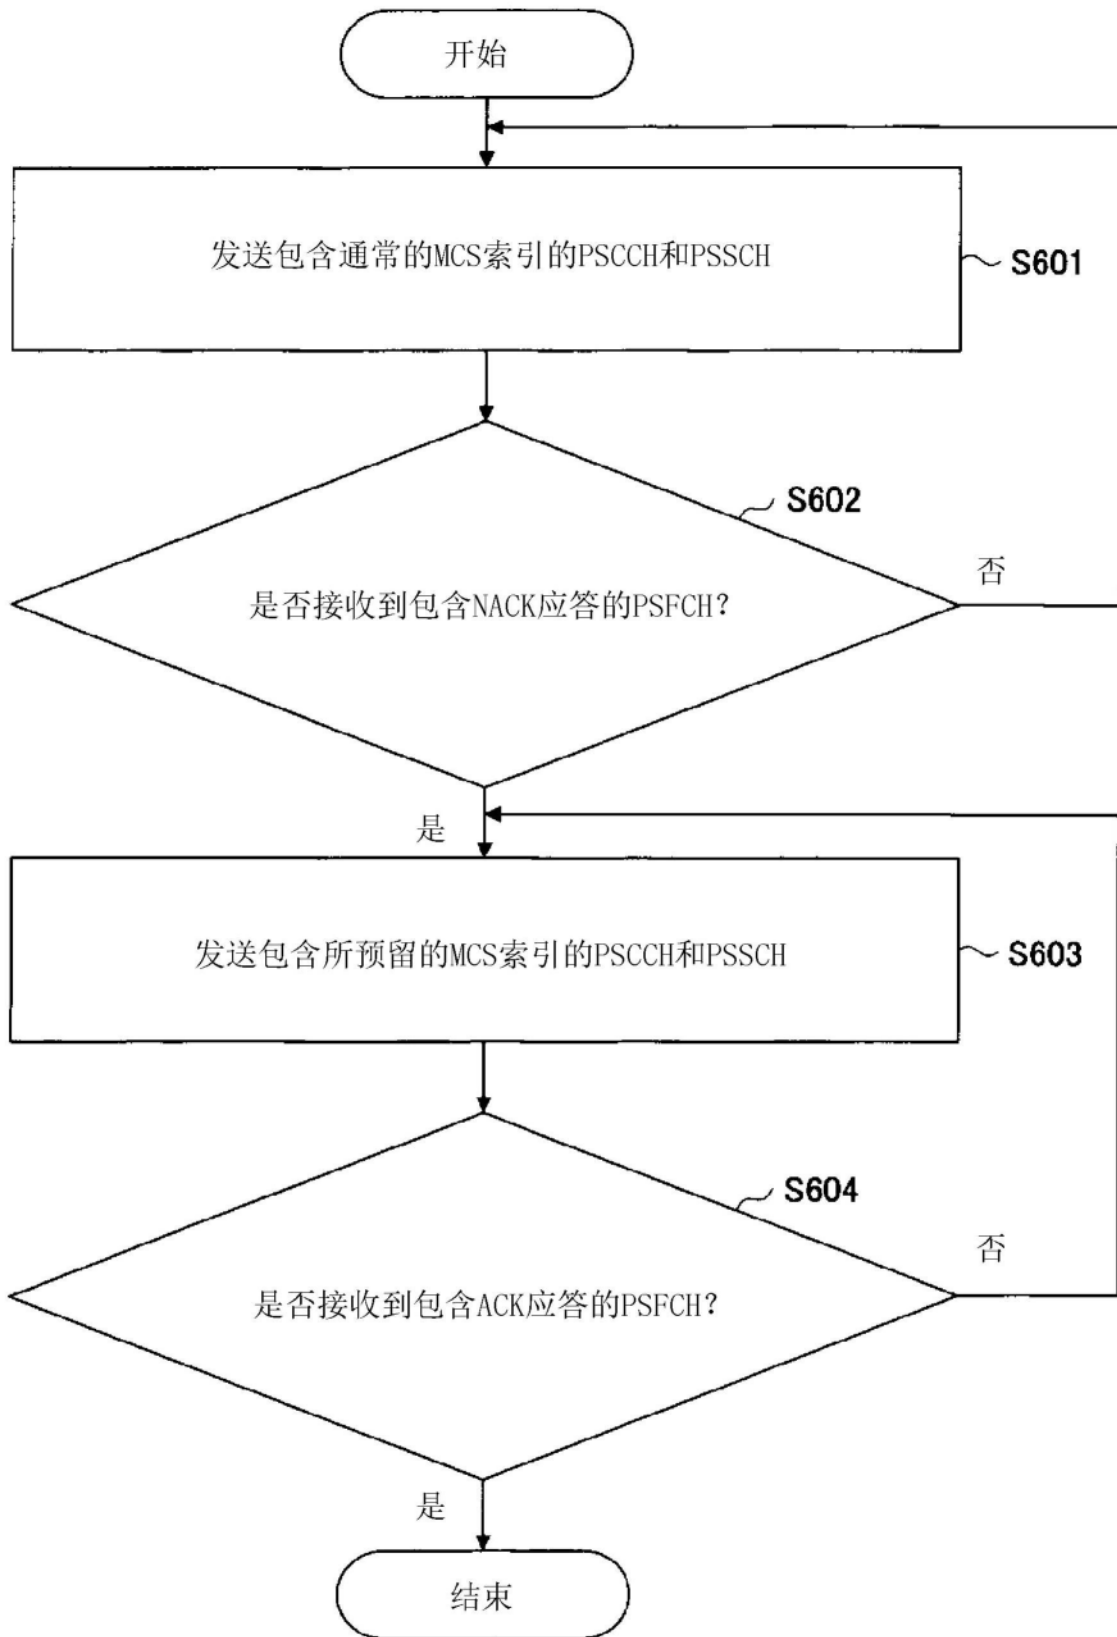 开始
发送包含通常的MCS索引的PSCCH和PSSCH
S601
S602
否
是否接收到包含NACK应答的PSFCH?
是
发送包含所预留的MCS索引的PSCCH和PSSCH
S603
S604
否
是否接收到包含ACK应答的PSFCH?
是
结束